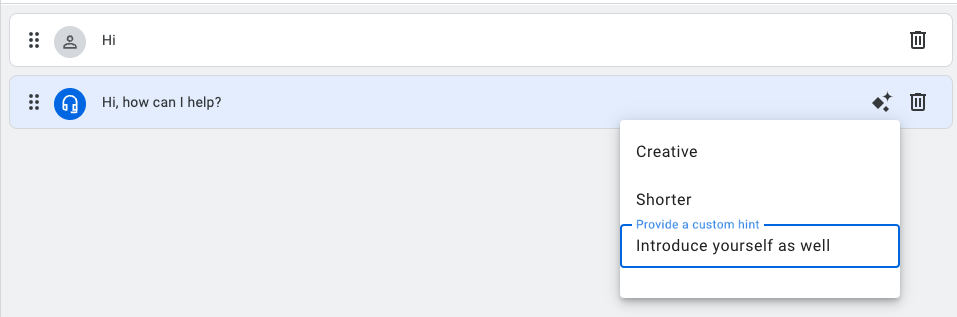 Hi
Hi, how can I help?
Creative
Shorter
Provide a custom hint
Introduce yourself as well